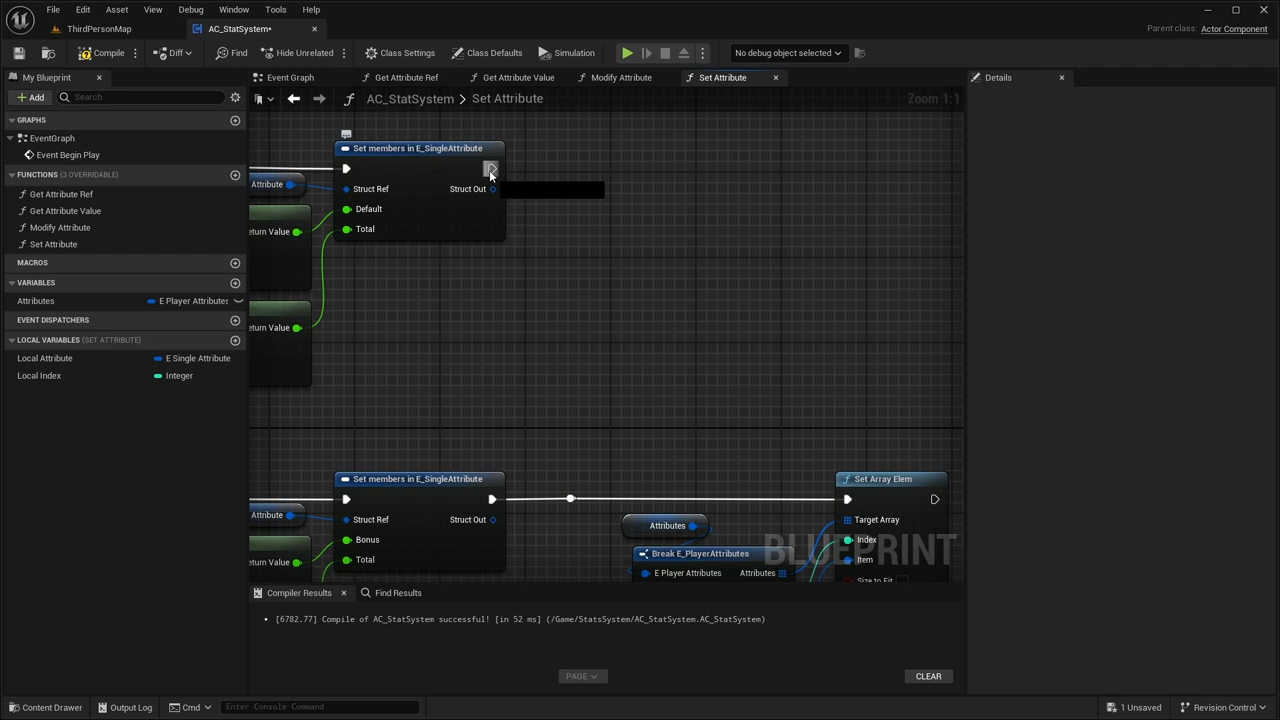 File Edit Asset View Debug Window Tools Help
ThirdPersonMap AC_StatSystem*
Parent class: Actor Component
Compile Diff Find Hide Unrelated Class Settings Class Defaults Simulation No debug object selected
My Blueprint
Event Graph Get Attribute Ref Get Attribute Value Modify Attribute Set Attribute
Details
Add Search
AC_StatSystem > Set Attribute
Zoom 1:1
GRAPHS
EventGraph
Event Begin Play
FUNCTIONS (3 OVERRIDABLE)
Get Attribute Ref
Get Attribute Value
Modify Attribute
Set Attribute
MACROS
VARIABLES
Attributes E Player Attributes
EVENT DISPATCHERS
LOCAL VARIABLES (SET ATTRIBUTE)
Local Attribute E Single Attribute
Local Index Integer
Set members in E_SingleAttribute
Attribute
Struct Ref Struct Out
Default
Total
eturn Value
eturn Value
Set members in E_SingleAttribute
Attribute
Struct Ref Struct Out
Bonus
Total
eturn Value
Attributes
Break E_PlayerAttributes
E Player Attributes Attributes
Set Array Elem
Target Array
Index
Item
Size to Fit
BLUEPRINT
Compiler Results Find Results
• [6782.77] Compile of AC_StatSystem successful! [in 52 ms] (/Game/StatsSystem/AC_StatSystem.AC_StatSystem)
PAGE
CLEAR
Content Drawer Output Log Cmd Enter Console Command
1 Unsaved Revision Control